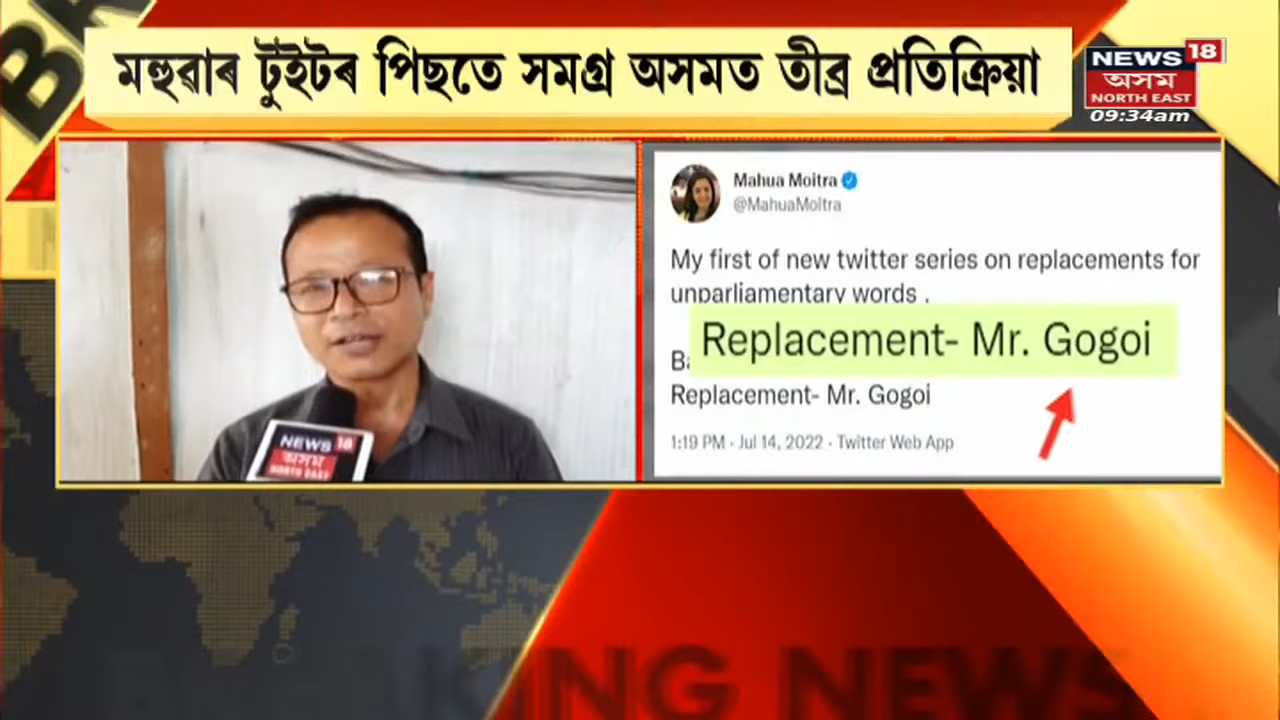 মহুৱাৰ টুইটৰ পিছতে সমগ্ৰ অসমত তীব্ৰ প্ৰতিক্ৰিয়া
NEWS 18
অসম
NORTH EAST
09:34am
Mahua Moitra
@MahuaMoitra
My first of new twitter series on replacements for
unparliamentary words .
Replacement- Mr. Gogoi
Replacement- Mr. Gogoi
1:19 PM · Jul 14, 2022 · Twitter Web App
NEWS 18
অসম
NORTH EAST
BREAKING NEWS